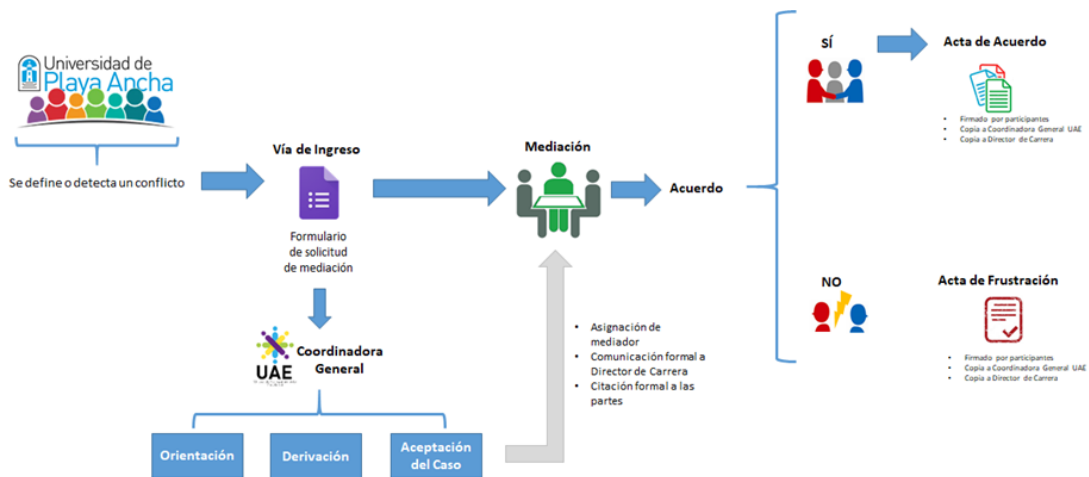 Universidad de
Playa Ancha
Se define o detecta un conflicto
Vía de Ingreso
Formulario
de solicitud
de mediación
UAE
Coordinadora
General
Orientación
Derivación
Aceptación
del Caso
Mediación
• Asignación de
mediador
• Comunicación formal a
Director de Carrera
• Citación formal a las
partes
Acuerdo
SÍ
Acta de Acuerdo
• Firmado por participantes
• Copia a Coordinadora General UAE
• Copia a Director de Carrera
NO
Acta de Frustración
• Firmado por participantes
• Copia a Coordinadora General UAE
• Copia a Director de Carrera